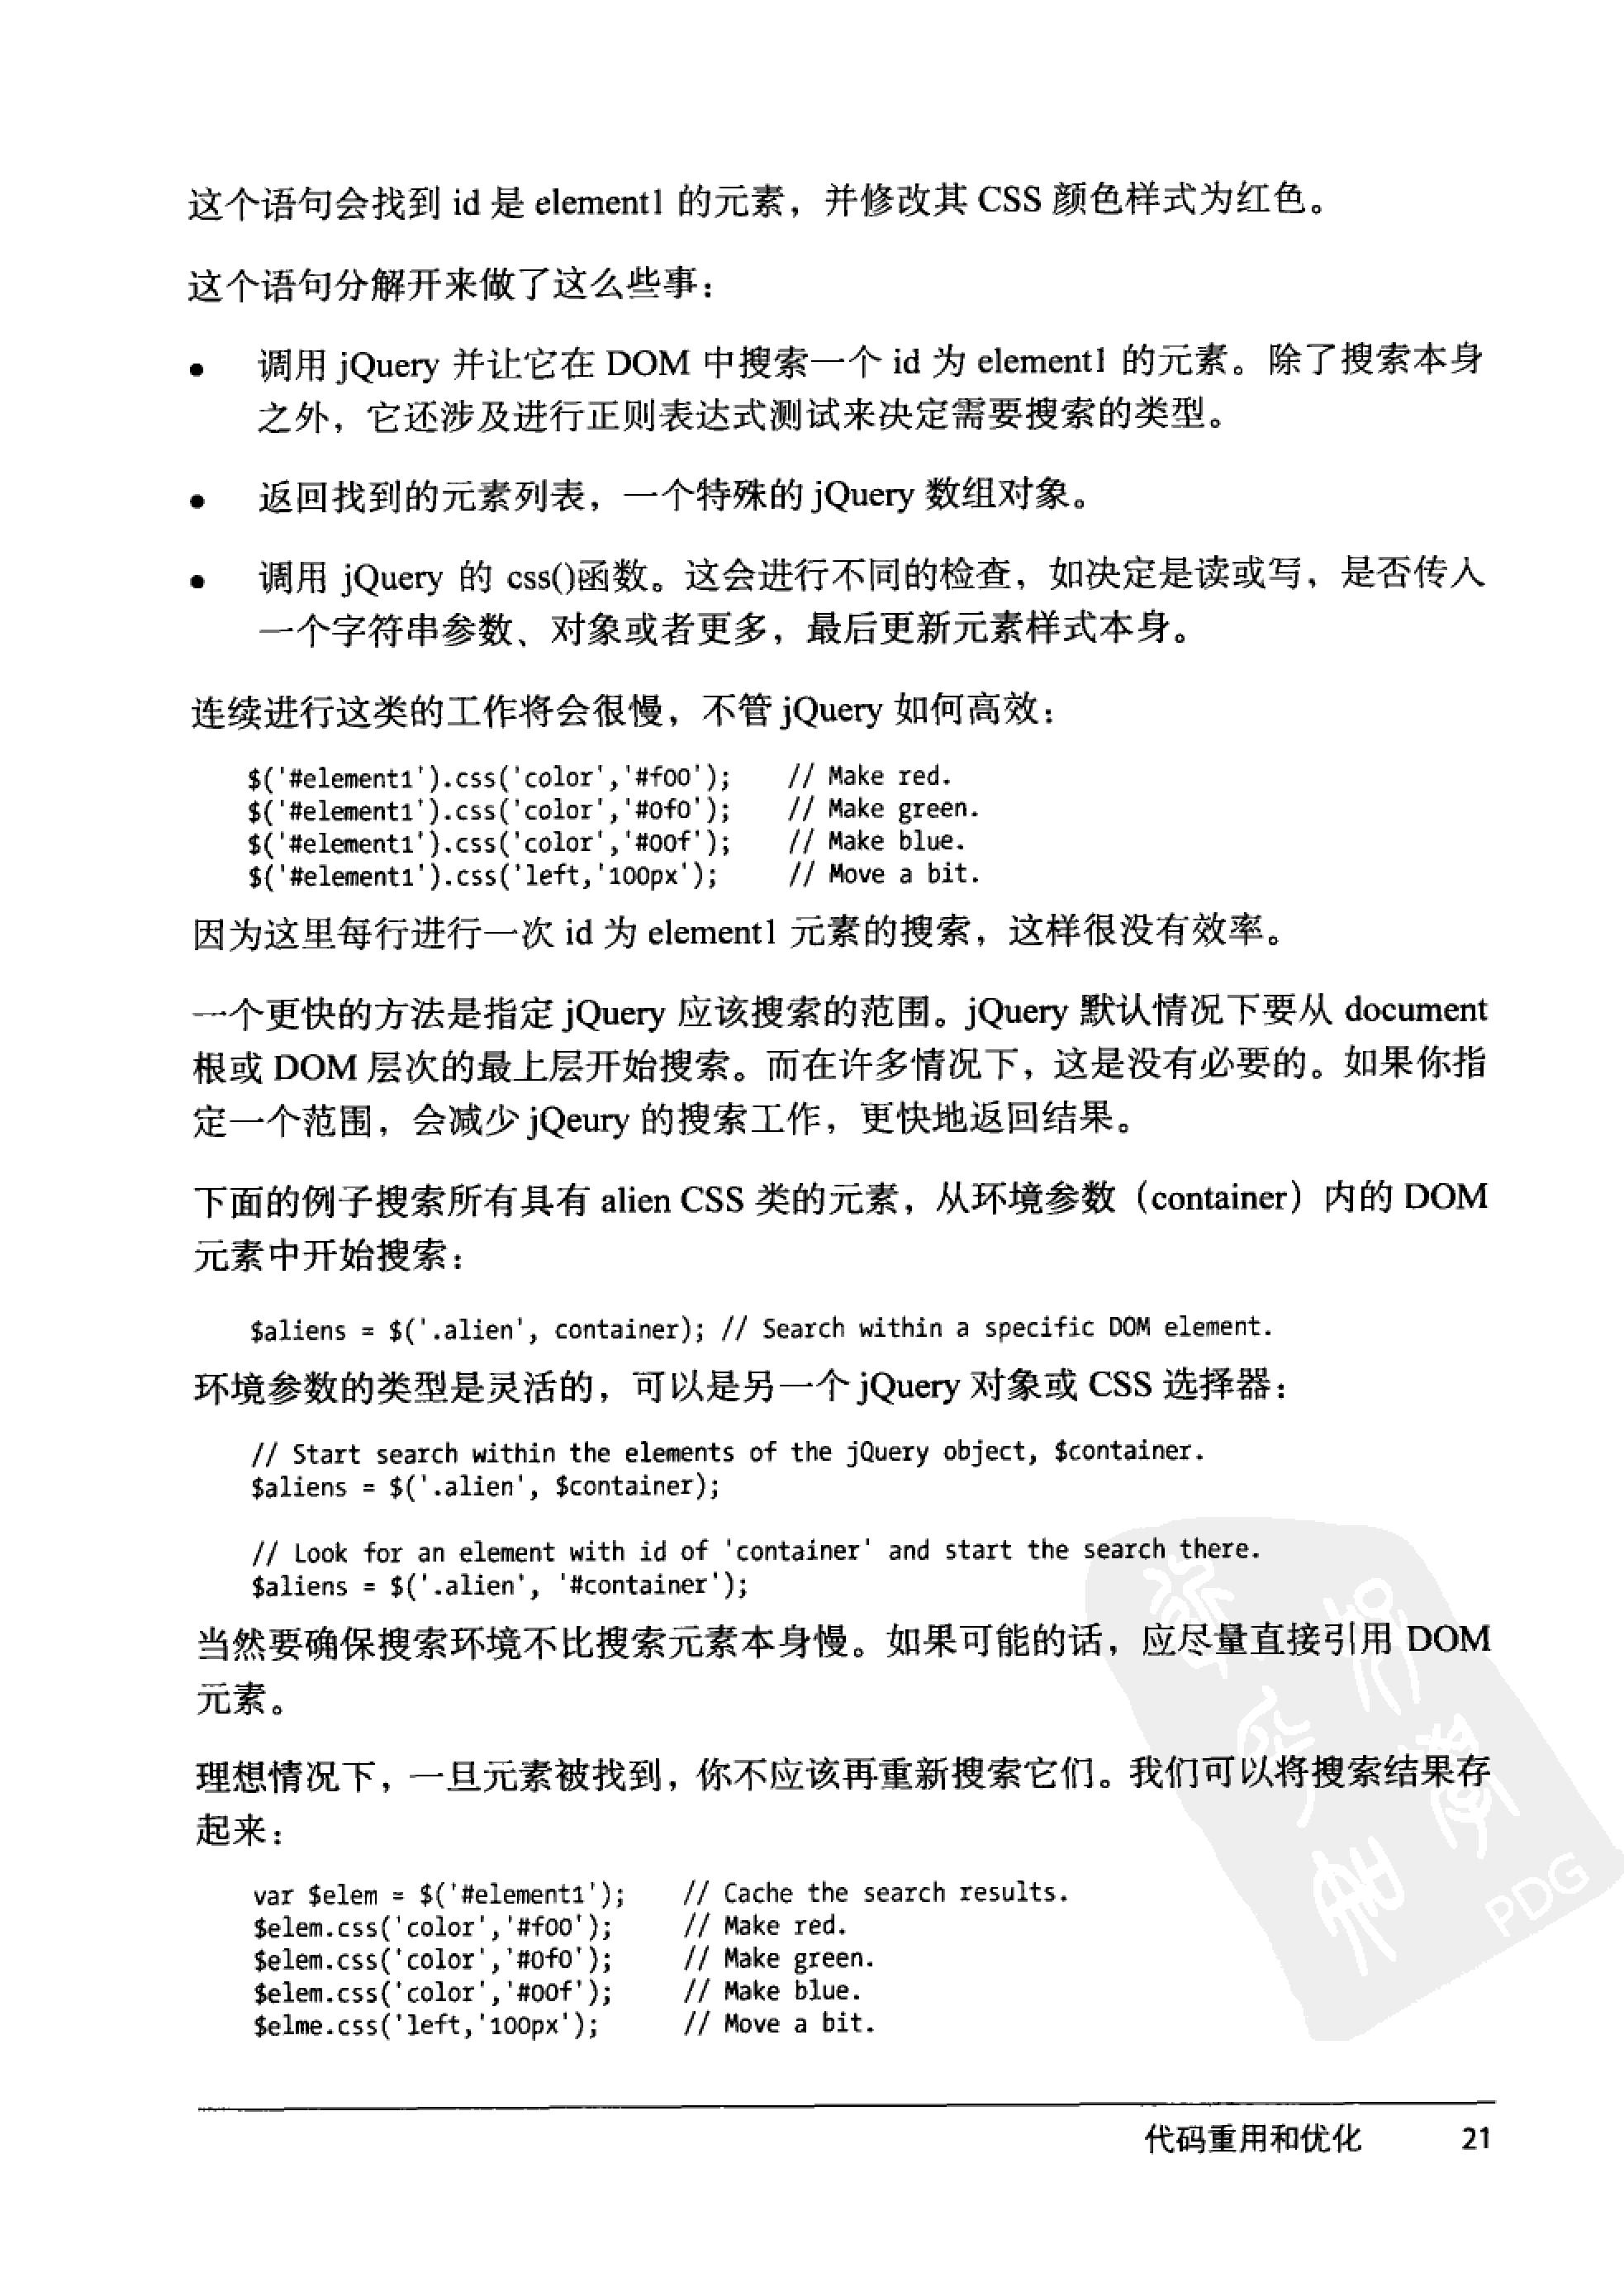 这个语句会找到 id 是 element1 的元素，并修改其 CSS 颜色样式为红色。
这个语句分解开来做了这么些事：
● 调用 jQuery 并让它在 DOM 中搜索一个 id 为 element1 的元素。除了搜索本身
之外，它还涉及进行正则表达式测试来决定需要搜索的类型。
● 返回找到的元素列表，一个特殊的 jQuery 数组对象。
● 调用 jQuery 的 css()函数。这会进行不同的检查，如决定是读或写，是否传入
一个字符串参数、对象或者更多，最后更新元素样式本身。
连续进行这类的工作将会很慢，不管 jQuery 如何高效：
$('#element1').css('color','#f00'); // Make red.
$('#element1').css('color','#0f0'); // Make green.
$('#element1').css('color','#00f'); // Make blue.
$('#element1').css('left,'100px'); // Move a bit.
因为这里每行进行一次 id 为 element1 元素的搜索，这样很没有效率。
一个更快的方法是指定 jQuery 应该搜索的范围。jQuery 默认情况下要从 document
根或 DOM 层次的最上层开始搜索。而在许多情况下，这是没有必要的。如果你指
定一个范围，会减少 jQeury 的搜索工作，更快地返回结果。
下面的例子搜索所有具有 alien CSS 类的元素，从环境参数（container）内的 DOM
元素中开始搜索：
$aliens = $('.alien', container); // Search within a specific DOM element.
环境参数的类型是灵活的，可以是另一个 jQuery 对象或 CSS 选择器：
// Start search within the elements of the jQuery object, $container.
$aliens = $('.alien', $container);
// Look for an element with id of 'container' and start the search there.
$aliens = $('.alien', '#container');
当然要确保搜索环境不比搜索元素本身慢。如果可能的话，应尽量直接引用 DOM
元素。
理想情况下，一旦元素被找到，你不应该再重新搜索它们。我们可以将搜索结果存
起来：
var $elem = $('#element1'); // Cache the search results.
$elem.css('color','#f00'); // Make red.
$elem.css('color','#0f0'); // Make green.
$elem.css('color','#00f'); // Make blue.
$elme.css('left,'100px'); // Move a bit.
PDG
代码重用和优化 21